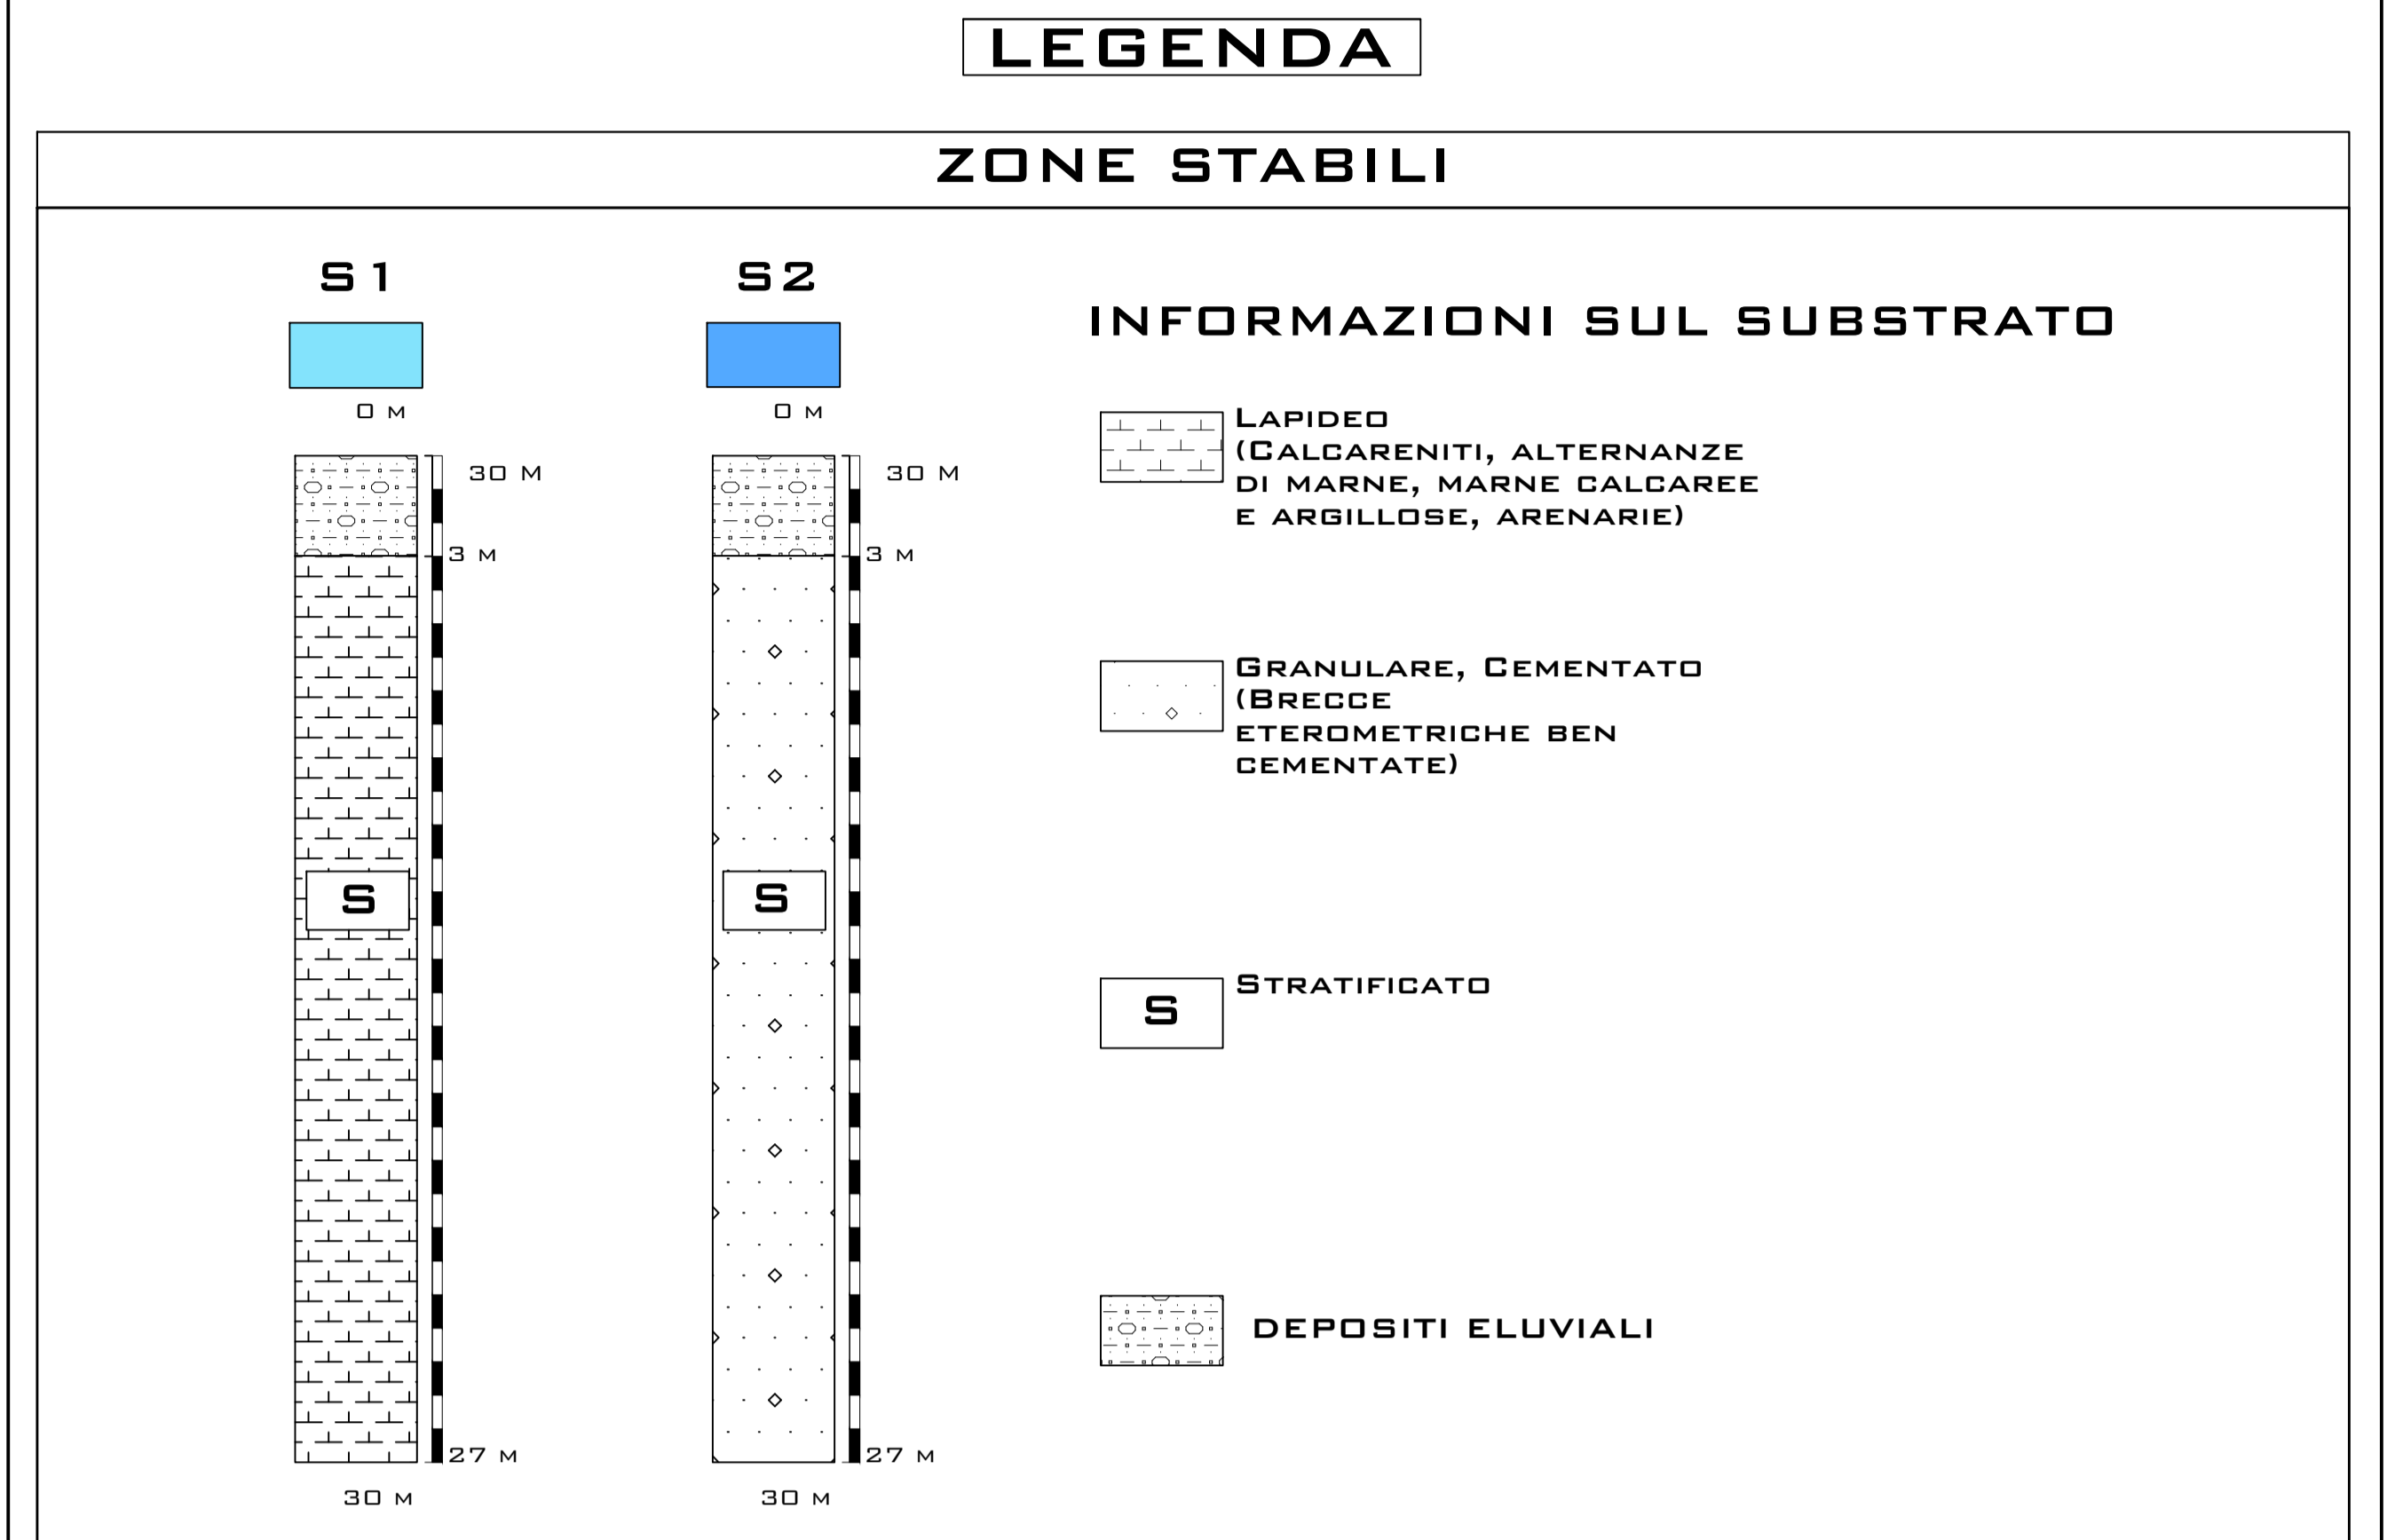 LEGENDA
ZONE STABILI
S1
0 M
30 M
3 M
S
27 M
30 M
S2
0 M
30 M
3 M
S
27 M
30 M
INFORMAZIONI SUL SUBSTRATO
LAPIDEO
(CALCARENITI, ALTERNANZE
DI MARNE, MARNE CALCAREE
E ARGILLOSE, ARENARIE)
GRANULARE, CEMENTATO
(BRECCE
ETEROMETRICHE BEN
CEMENTATE)
S
STRATIFICATO
DEPOSITI ELUVIALI